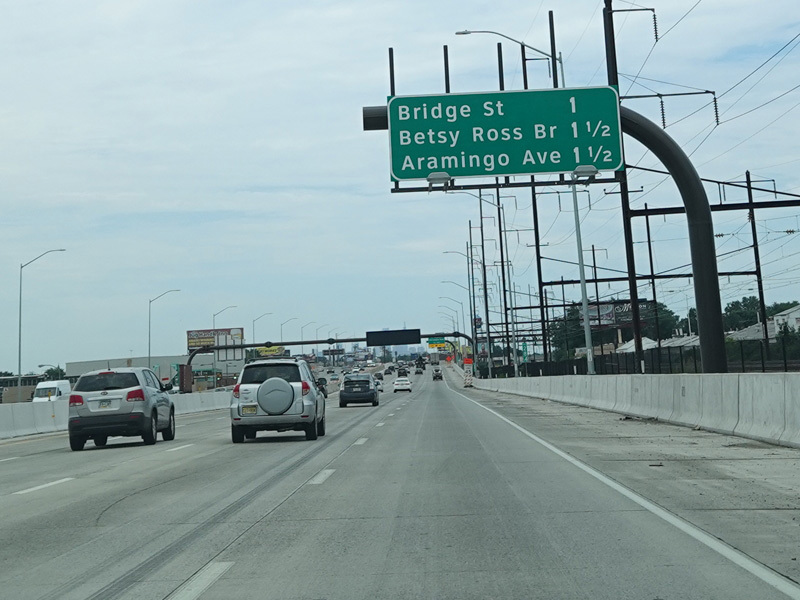 Bridge St 1
Betsy Ross Br 1 1/2
Aramingo Ave 1 1/2